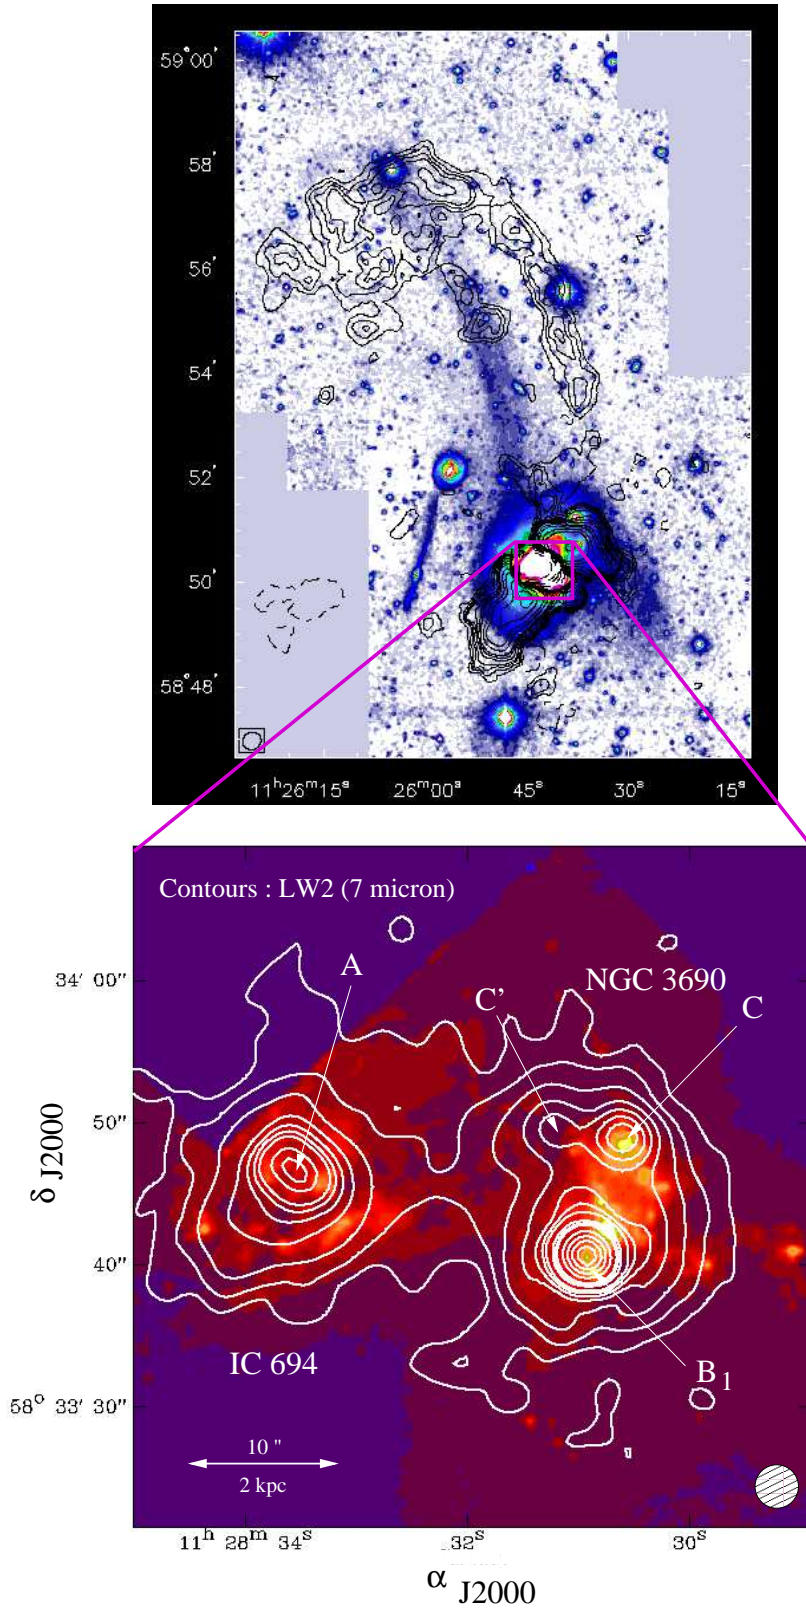 59°00'
58'
56'
54'
52'
50'
58°48'
11ʰ26ᵐ15ˢ 26ᵐ00ˢ 45ˢ 30ˢ 15ˢ
Contours : LW2 (7 micron)
A
NGC 3690
C'
C
34' 00"
50"
δ J2000
40"
IC 694
B1
58° 33' 30"
10 "
2 kpc
11ʰ 28ᵐ 34ˢ 32ˢ 30ˢ
α J2000